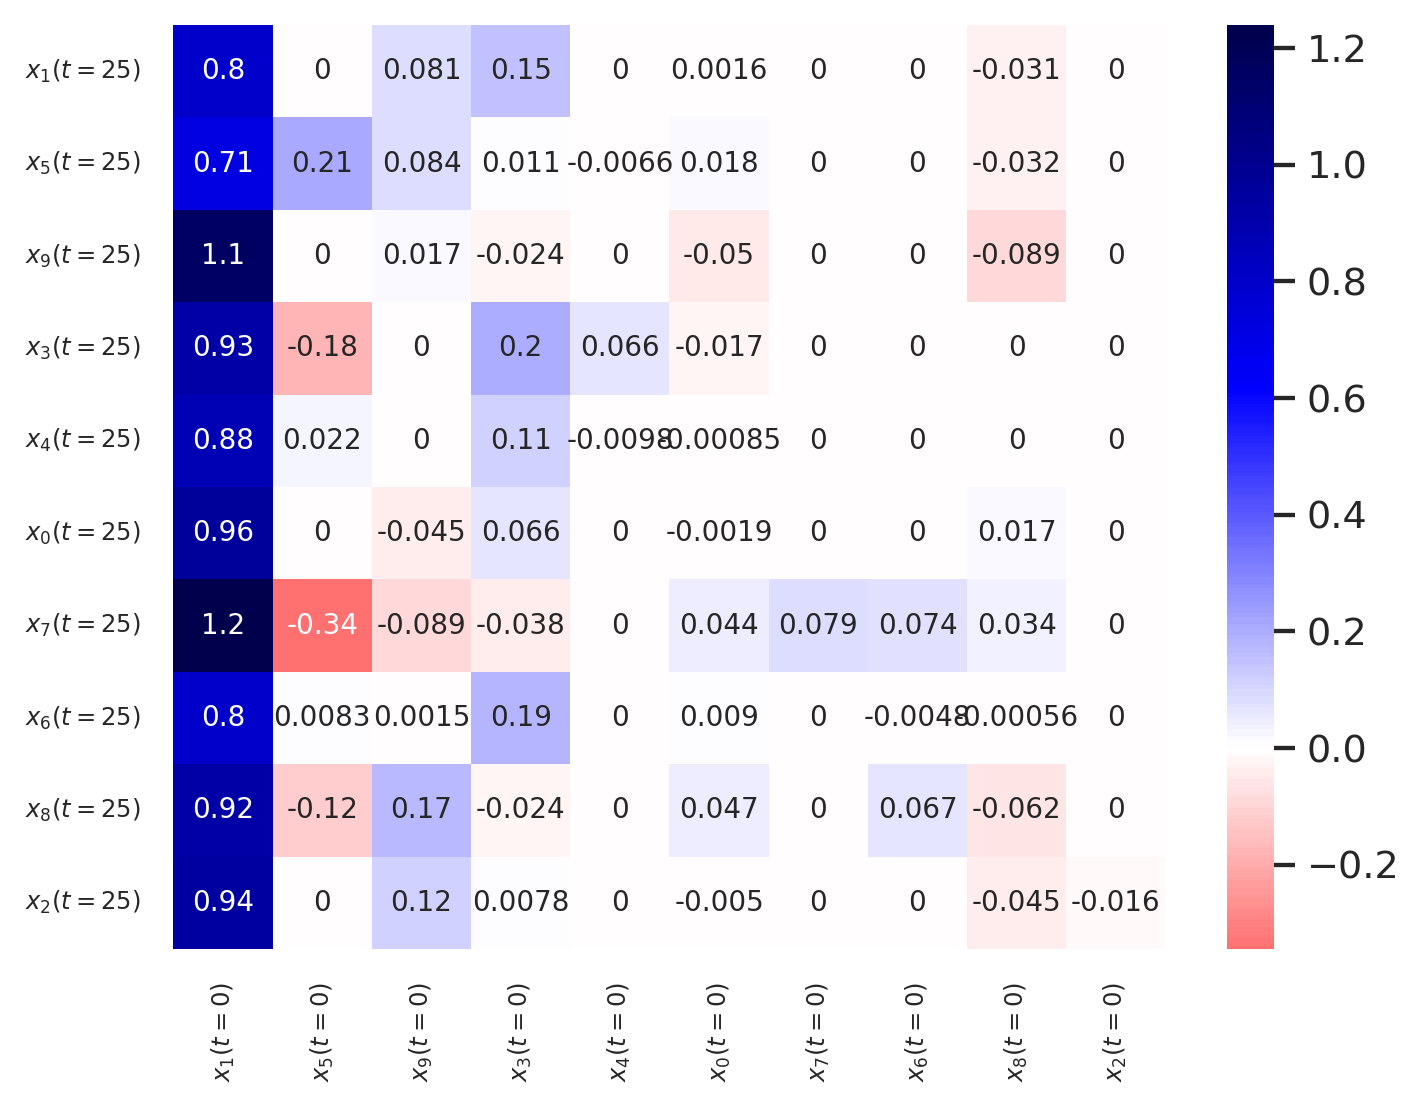 x₁(t = 25) 0.8 0 0.081 0.15 0 0.0016 0 0 -0.031 0
x₅(t = 25) 0.71 0.21 0.084 0.011 -0.0066 0.018 0 0 -0.032 0
x₉(t = 25) 1.1 0 0.017 -0.024 0 -0.05 0 0 -0.089 0
x₃(t = 25) 0.93 -0.18 0 0.2 0.066 -0.017 0 0 0 0
x₄(t = 25) 0.88 0.022 0 0.11 -0.0098 -0.00085 0 0 0 0
x₀(t = 25) 0.96 0 -0.045 0.066 0 -0.0019 0 0 0.017 0
x₇(t = 25) 1.2 -0.34 -0.089 -0.038 0 0.044 0.079 0.074 0.034 0
x₆(t = 25) 0.8 0.0083 0.0015 0.19 0 0.009 0 -0.0048 -0.00056 0
x₈(t = 25) 0.92 -0.12 0.17 -0.024 0 0.047 0 0.067 -0.062 0
x₂(t = 25) 0.94 0 0.12 0.0078 0 -0.005 0 0 -0.045 -0.016
x₁(t = 0)
x₅(t = 0)
x₉(t = 0)
x₃(t = 0)
x₄(t = 0)
x₀(t = 0)
x₇(t = 0)
x₆(t = 0)
x₈(t = 0)
x₂(t = 0)
1.2
1.0
0.8
0.6
0.4
0.2
0.0
−0.2